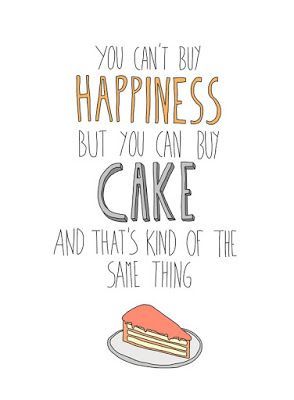 YOU CAN'T BUY
HAPPINESS
BUT YOU CAN BUY
CAKE
AND THAT'S KIND OF THE
SAME THING